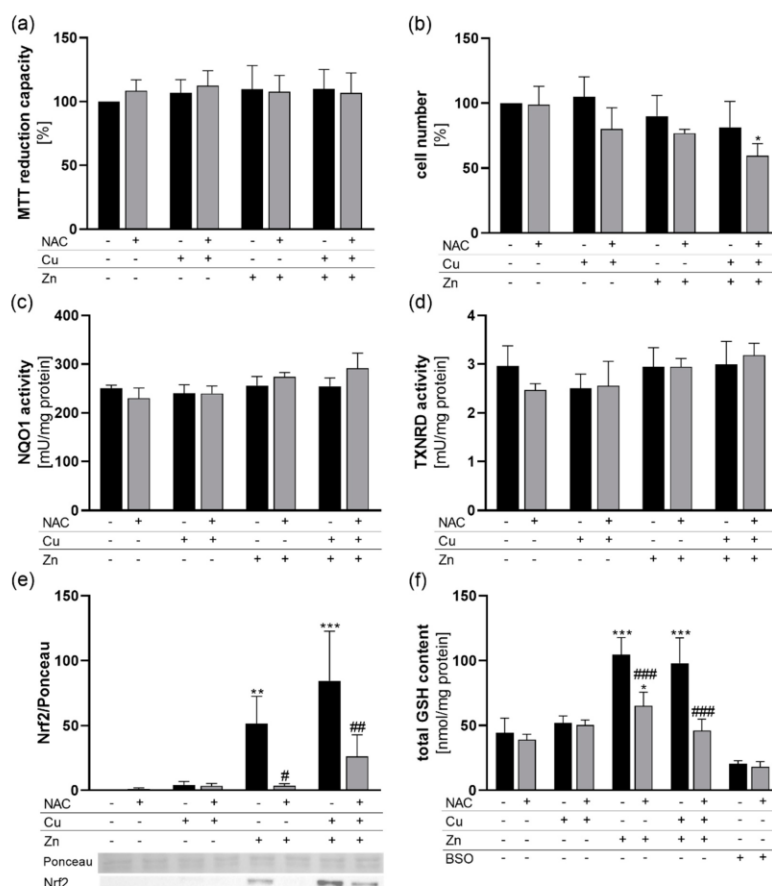 (a)
MTT reduction capacity
[%]
150
100
50
0
NAC - + - + - + - +
Cu - - + + - - + +
Zn - - - - + + + +
(b)
cell number
[%]
150
100
50
0
*
NAC - + - + - + - +
Cu - - + + - - + +
Zn - - - - + + + +
(c)
NQO1 activity
[mU/mg protein]
400
300
200
100
0
NAC - + - + - + - +
Cu - - + + - - + +
Zn - - - - + + + +
(d)
TXNRD activity
[mU/mg protein]
4
3
2
1
0
NAC - + - + - + - +
Cu - - + + - - + +
Zn - - - - + + + +
(e)
Nrf2/Ponceau
150
100
50
0
** # *** ##
NAC - + - + - + - +
Cu - - + + - - + +
Zn - - - - + + + +
Ponceau
Nrf2
(f)
total GSH content
[nmol/mg protein]
150
100
50
0
*** ### * *** ###
NAC - + - + - + - + - +
Cu - - + + - - + + - -
Zn - - - - + + + + - -
BSO - - - - - - - - + +